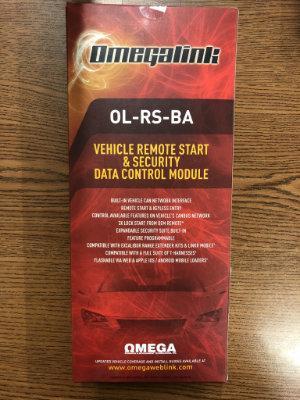 Omegalink
OL-RS-BA
VEHICLE REMOTE START
& SECURITY
DATA CONTROL MODULE
BUILT-IN VEHICLE CAN NETWORK INTERFACE
REMOTE START & KEYLESS ENTRY
CONTROL AVAILABLE FEATURES ON VEHICLE'S CANBUS NETWORK
3X LOCK START FROM OEM REMOTE*
EXPANDABLE SECURITY SUITE BUILT-IN
FEATURE PROGRAMMABLE
COMPATIBLE WITH EXCALIBUR RANGE EXTENDER KITS & LINKR MODULES*
COMPATIBLE WITH A FULL SUITE OF T-HARNESSES*
FLASHABLE VIA WEB & APPLE IOS / ANDROID MOBILE LOADERS*
OMEGA
UPDATED VEHICLE COVERAGE AND INSTALL GUIDES AVAILABLE AT
www.omegaweblink.com